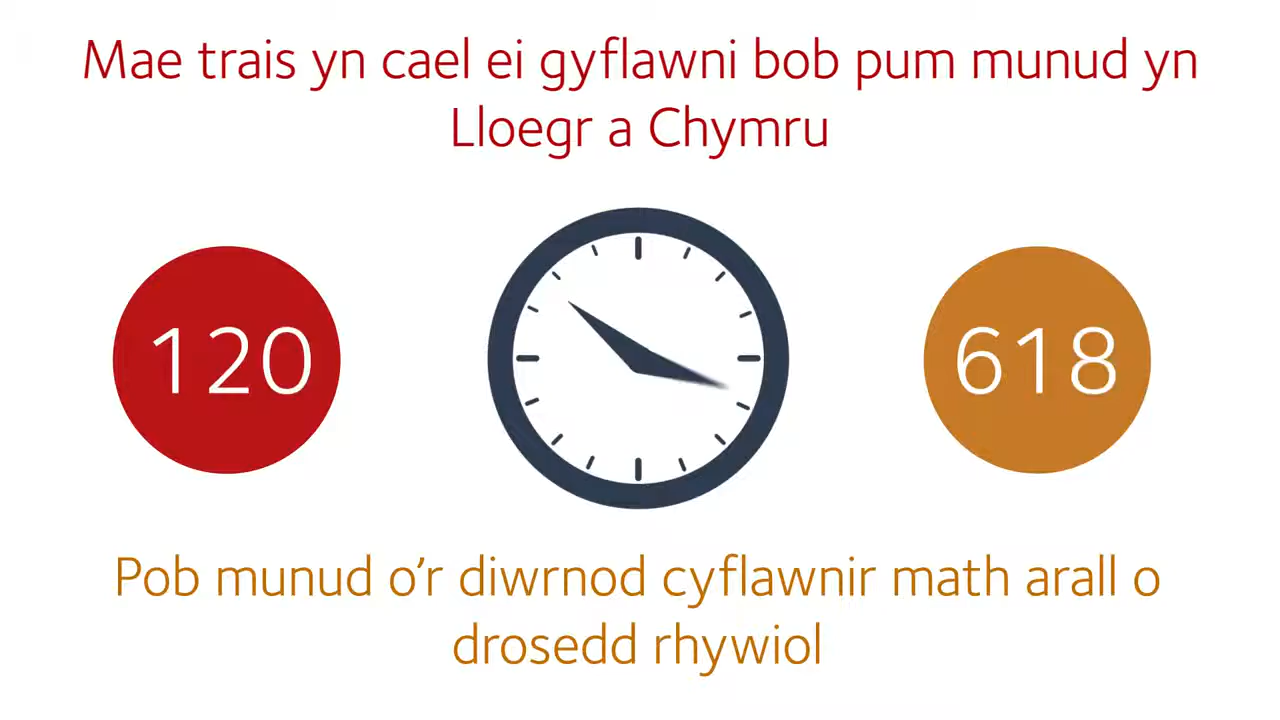 Mae trais yn cael ei gyflawni bob pum munud yn
Lloegr a Chymru
120
618
Pob munud o’r diwrnod cyflawnir math arall o
drosedd rhywiol